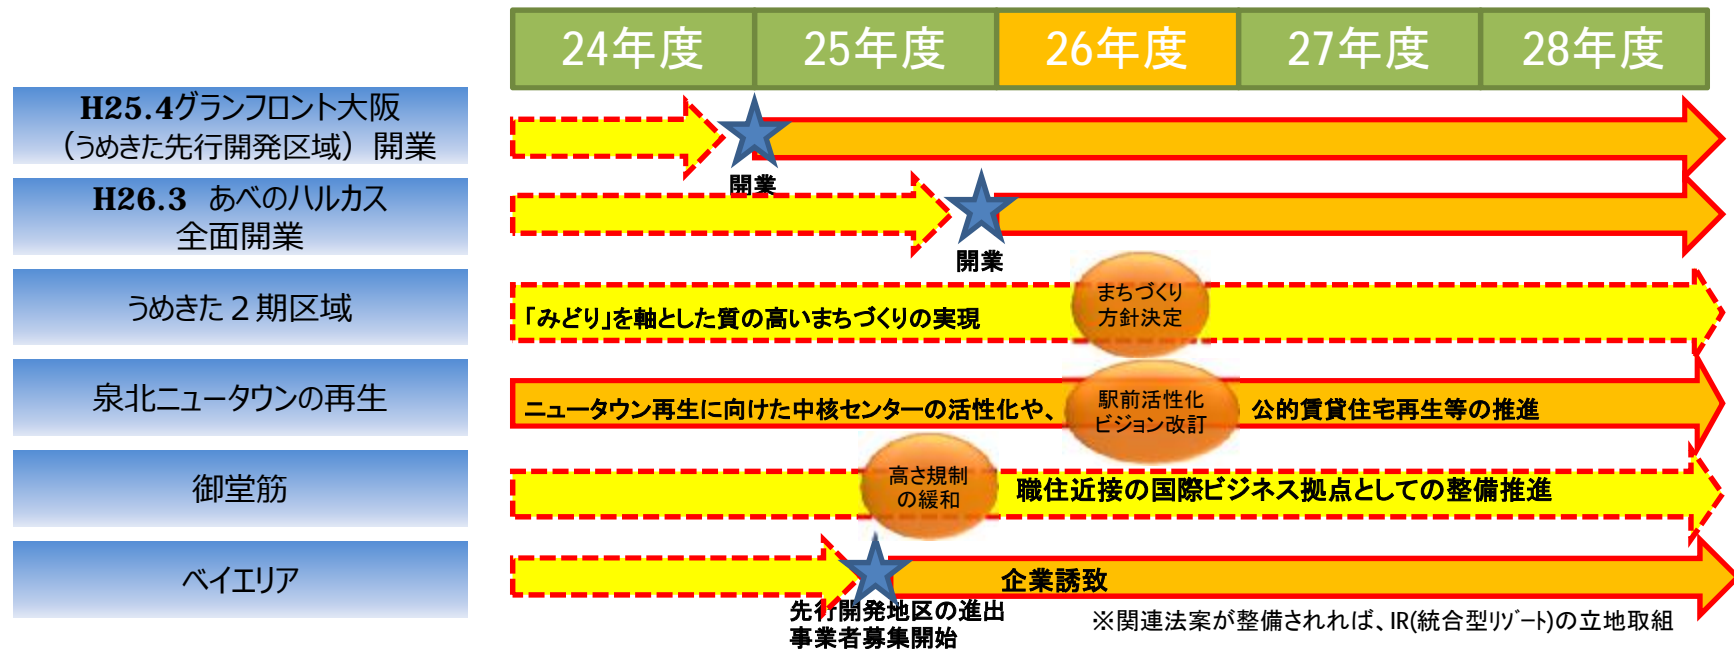 24年度 25年度 26年度 27年度 28年度
H25.4グランフロント大阪
（うめきた先行開発区域）開業
開業
H26.3 あべのハルカス
全面開業
開業
うめきた２期区域
「みどり」を軸とした質の高いまちづくりの実現
まちづくり
方針決定
泉北ニュータウンの再生
ニュータウン再生に向けた中核センターの活性化や、
駅前活性化
ビジョン改訂
公的賃貸住宅再生等の推進
御堂筋
高さ規制
の緩和
職住近接の国際ビジネス拠点としての整備推進
ベイエリア
企業誘致
先行開発地区の進出
事業者募集開始
※関連法案が整備されれば、IR(統合型ﾘｿﾞｰﾄ)の立地取組